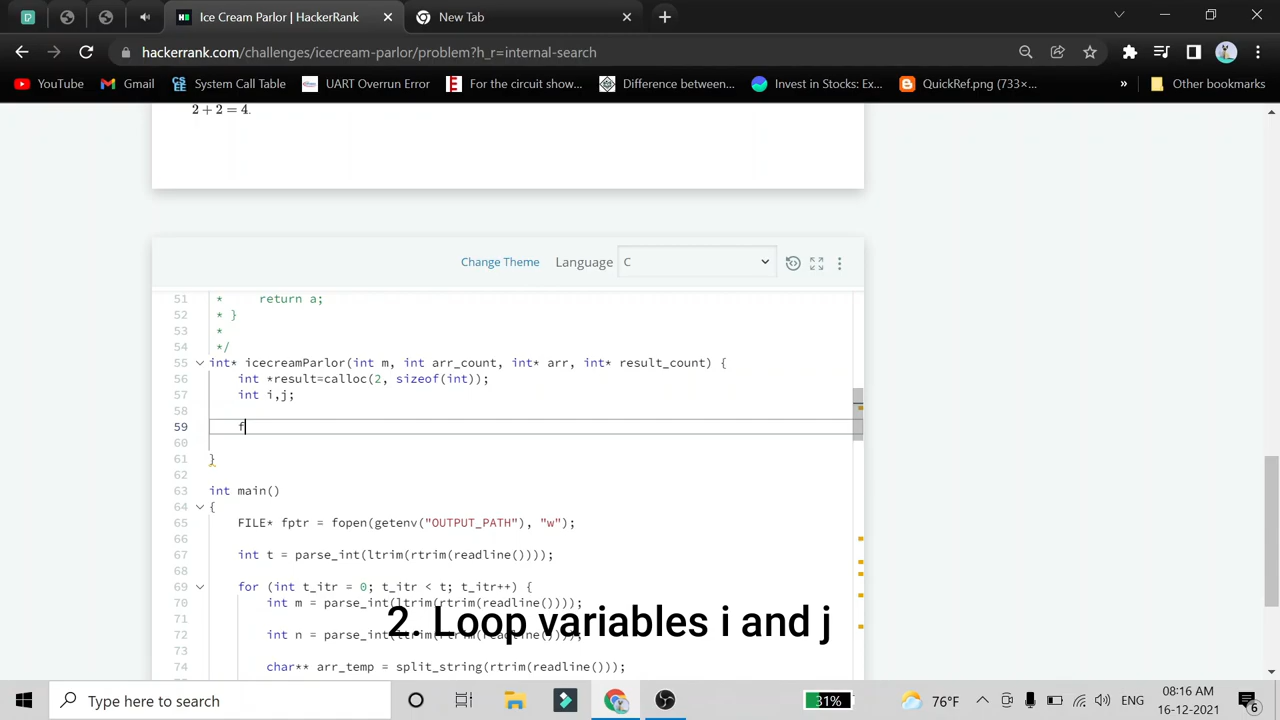 Ice Cream Parlor | HackerRank
New Tab
hackerrank.com/challenges/icecream-parlor/problem?h_r=internal-search
YouTube
Gmail
System Call Table
UART Overrun Error
For the circuit show...
Difference between...
Invest in Stocks: Ex...
QuickRef.png (733×...
»
Other bookmarks
2 + 2 = 4.
Change Theme
Language
C
51 * return a;
52 * }
53 *
54 */
55 int* icecreamParlor(int m, int arr_count, int* arr, int* result_count) {
56 int *result=calloc(2, sizeof(int));
57 int i,j;
58
59 f
60
61 }
62
63 int main()
64 {
65 FILE* fptr = fopen(getenv("OUTPUT_PATH"), "w");
66
67 int t = parse_int(ltrim(rtrim(readline())));
68
69 for (int t_itr = 0; t_itr < t; t_itr++) {
70 int m = parse_int(ltrim(rtrim(readline())));
71
72 int n = parse_int(ltrim(rtrim(readline())));
73
74 char** arr_temp = split_string(rtrim(readline()));
2. Loop variables i and j
Type here to search
31%
76°F
ENG
08:16 AM
16-12-2021
6